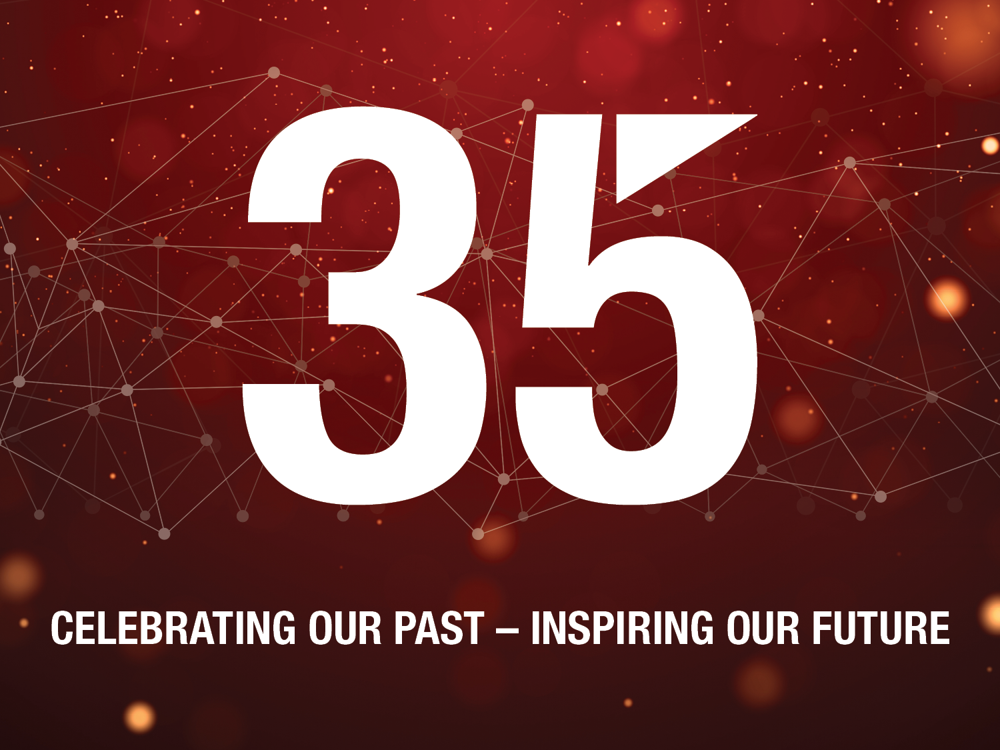 35
CELEBRATING OUR PAST – INSPIRING OUR FUTURE